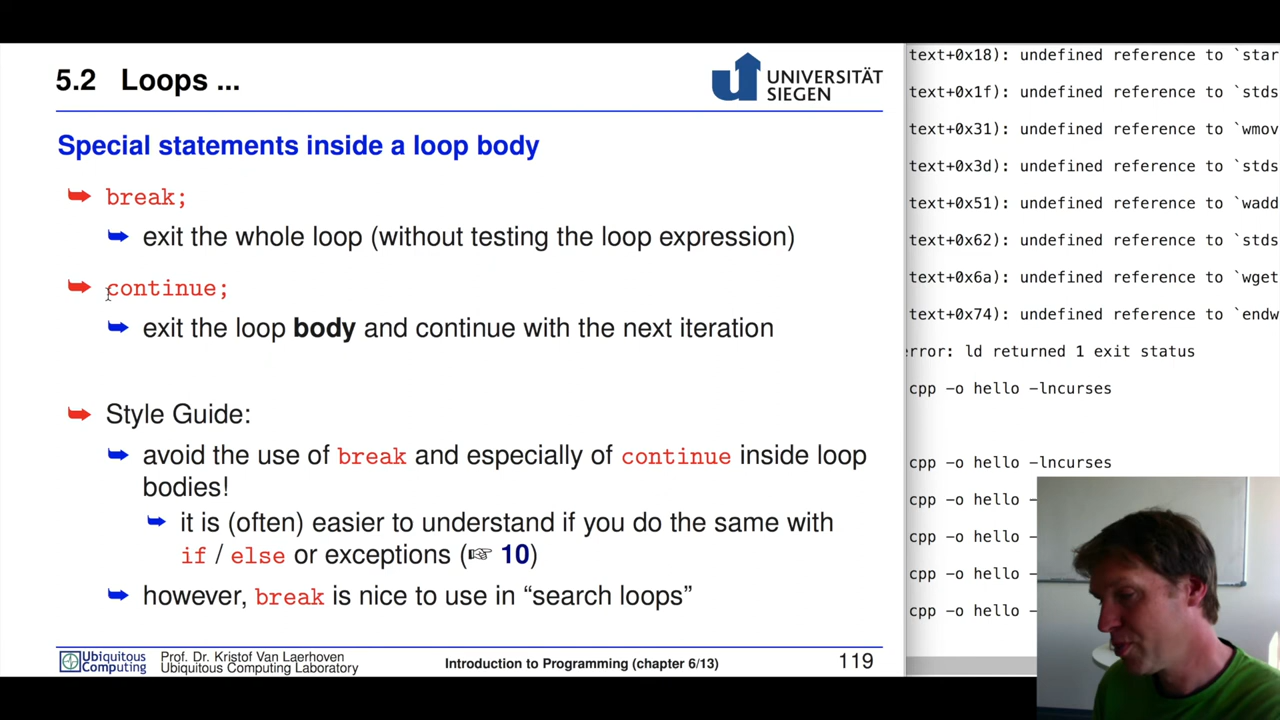 5.2 Loops ...
UNIVERSITÄT
SIEGEN
Special statements inside a loop body
break;
exit the whole loop (without testing the loop expression)
continue;
exit the loop body and continue with the next iteration
Style Guide:
avoid the use of break and especially of continue inside loop
bodies!
it is (often) easier to understand if you do the same with
if / else or exceptions (☞ 10)
however, break is nice to use in “search loops”
Ubiquitous
Computing
Prof. Dr. Kristof Van Laerhoven
Ubiquitous Computing Laboratory
Introduction to Programming (chapter 6/13)
119
text+0x18): undefined reference to `star
text+0x1f): undefined reference to `stds
text+0x31): undefined reference to `wmov
text+0x3d): undefined reference to `stds
text+0x51): undefined reference to `wadd
text+0x62): undefined reference to `stds
text+0x6a): undefined reference to `wget
text+0x74): undefined reference to `endw
error: ld returned 1 exit status
cpp -o hello -lncurses
cpp -o hello -lncurses
cpp -o hello -
cpp -o hello -
cpp -o hello -
cpp -o hello -